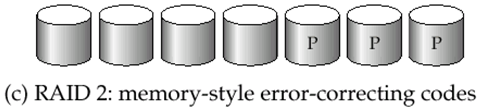 P P P
(c) RAID 2: memory-style error-correcting codes